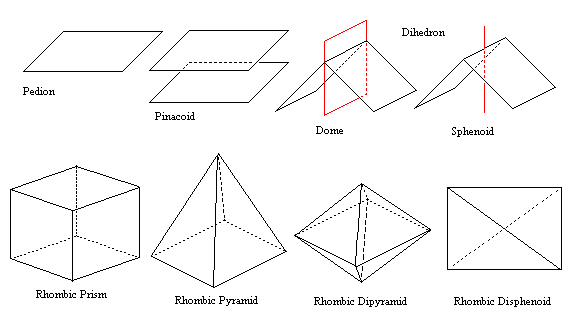 Dihedron
Pedion
Pinacoid
Dome
Sphenoid
Rhombic Prism
Rhombic Pyramid
Rhombic Dipyramid
Rhombic Disphenoid